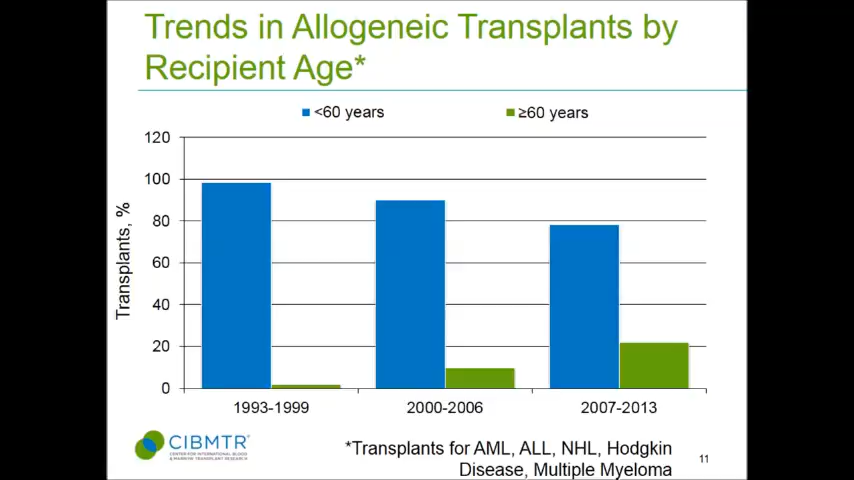 Trends in Allogeneic Transplants by
Recipient Age*
<60 years
≥60 years
120
100
80
60
40
20
0
Transplants, %
1993-1999
2000-2006
2007-2013
CIBMTR®
CENTER FOR INTERNATIONAL BLOOD
& MARROW TRANSPLANT RESEARCH
*Transplants for AML, ALL, NHL, Hodgkin
Disease, Multiple Myeloma
11